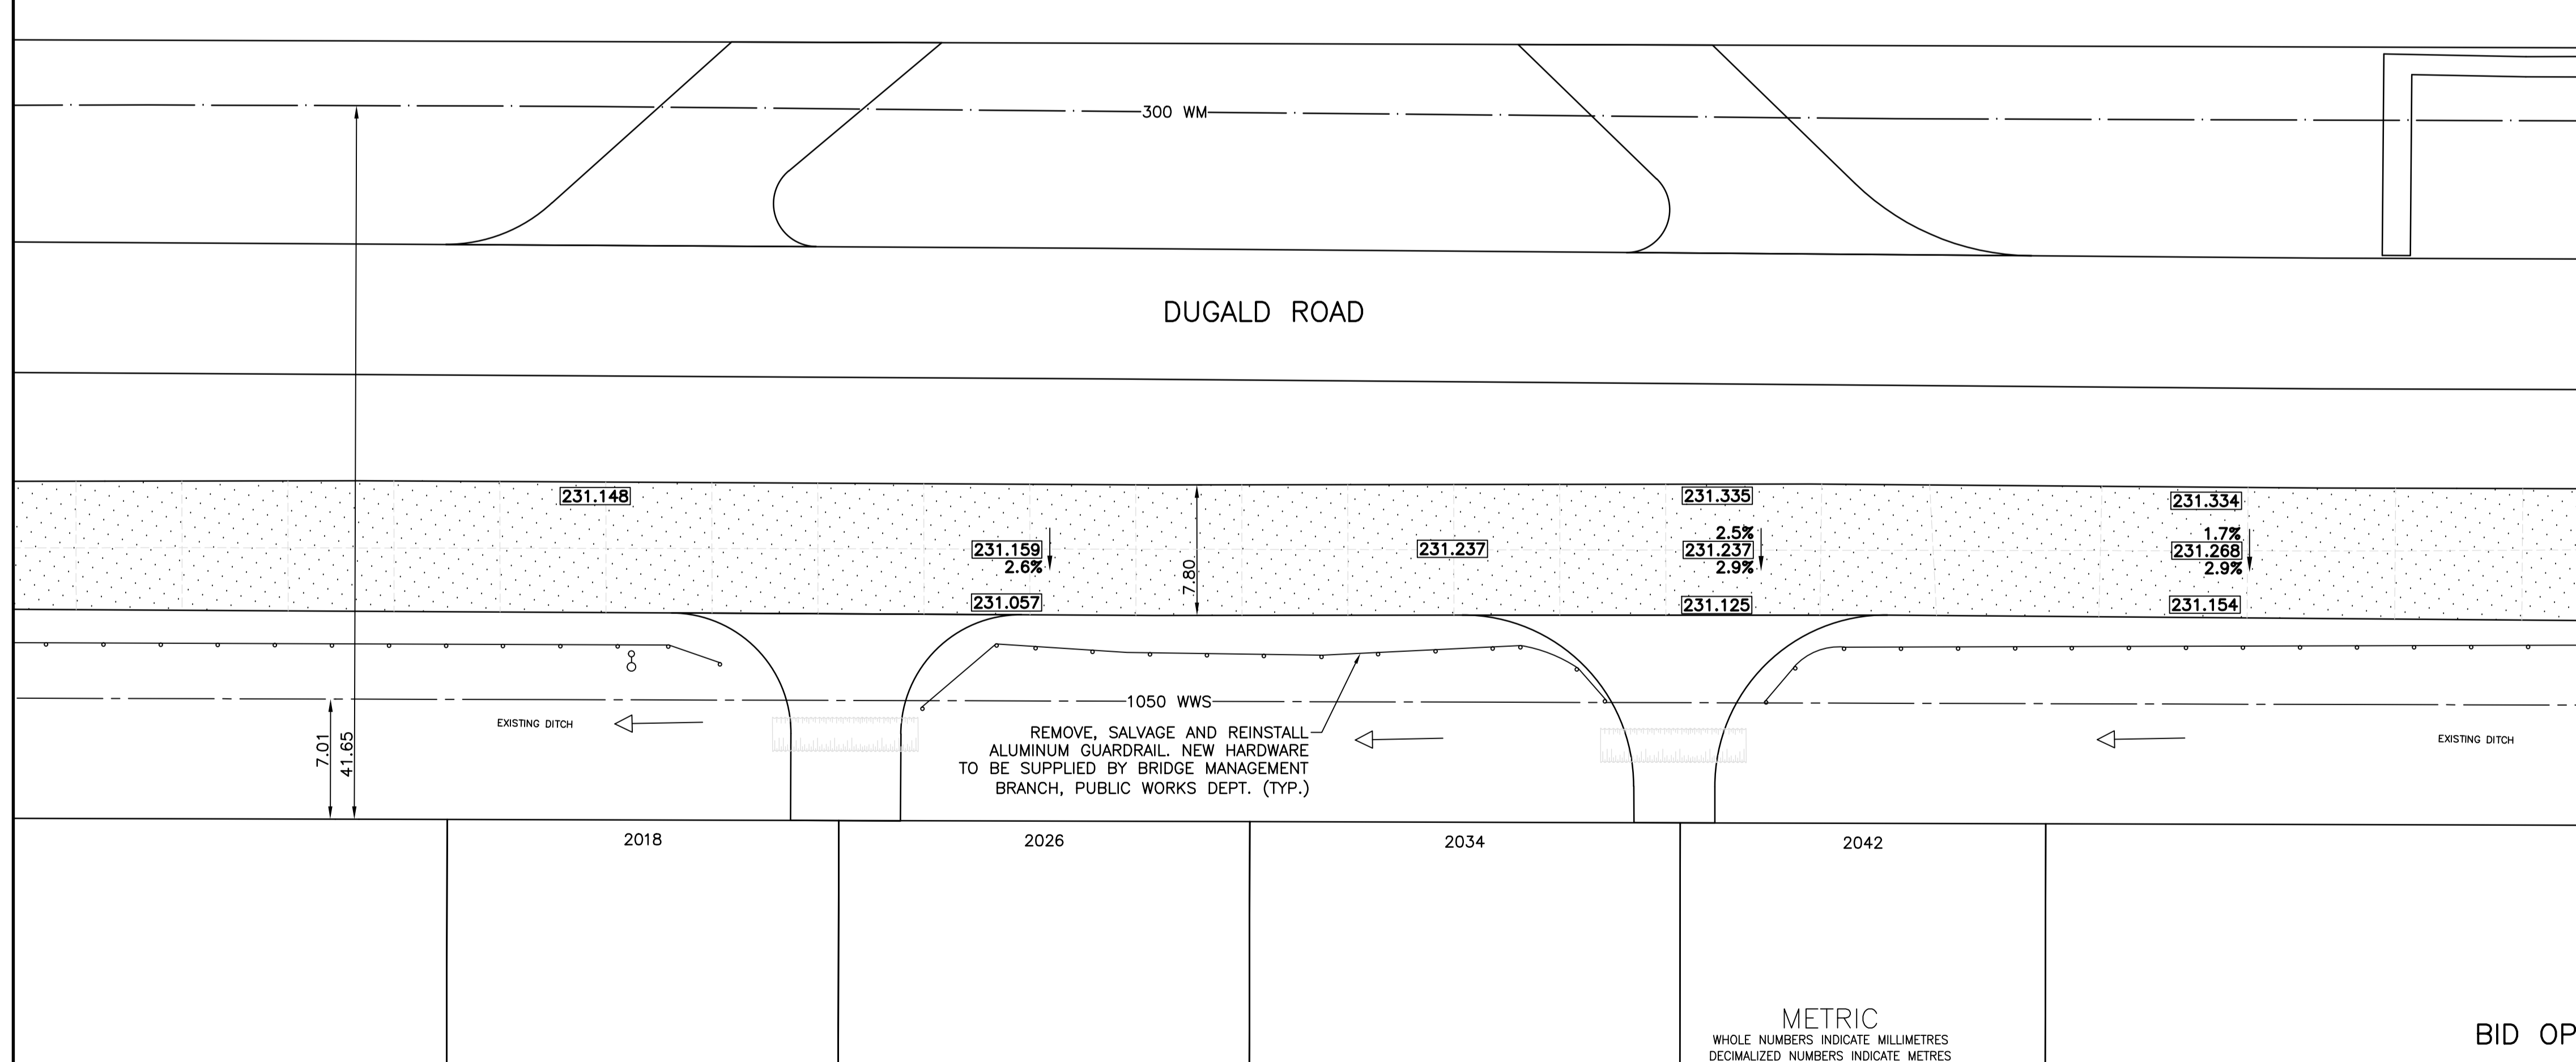 300 WM
DUGALD ROAD
231.148
231.335
231.334
2.5%
1.7%
231.159
231.237
231.237
231.268
2.6%
2.9%
2.9%
7.80
231.057
231.125
231.154
1050 WWS
EXISTING DITCH
REMOVE, SALVAGE AND REINSTALL
ALUMINUM GUARDRAIL. NEW HARDWARE
TO BE SUPPLIED BY BRIDGE MANAGEMENT
BRANCH, PUBLIC WORKS DEPT. (TYP.)
EXISTING DITCH
7.01
41.65
2018
2026
2034
2042
METRIC
WHOLE NUMBERS INDICATE MILLIMETRES
DECIMALIZED NUMBERS INDICATE METRES
BID OP